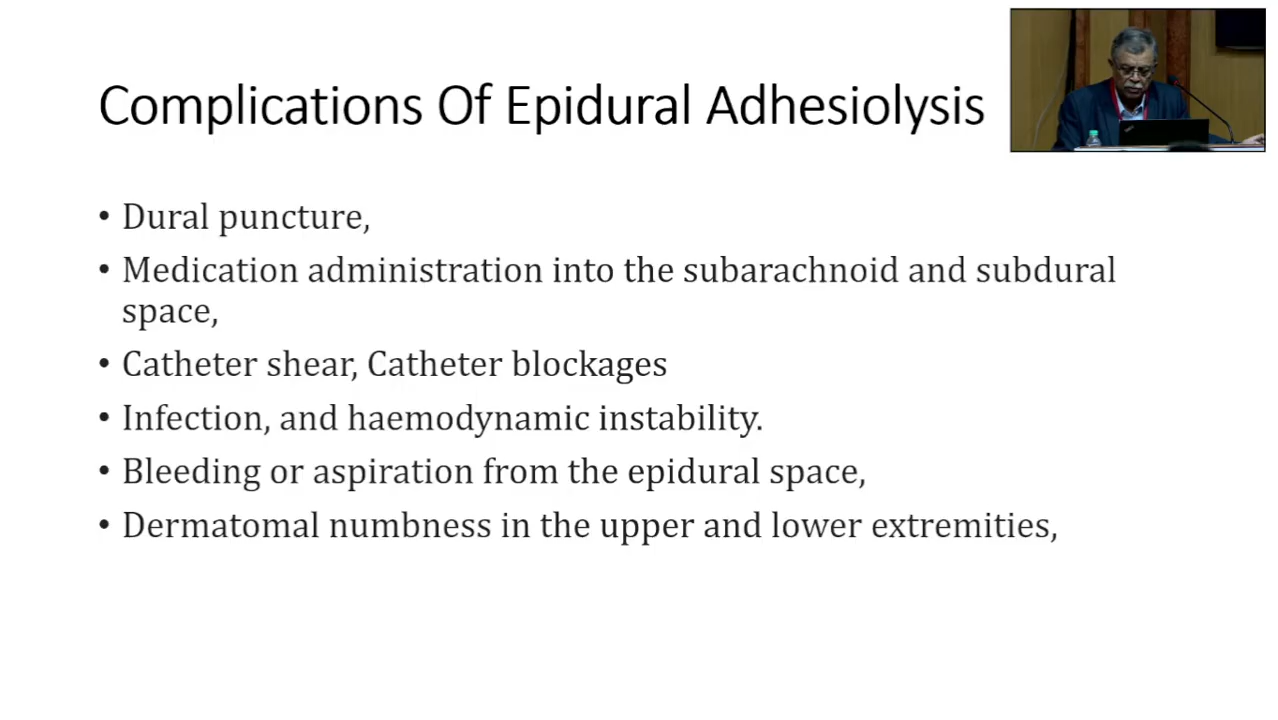 Complications Of Epidural Adhesiolysis
• Dural puncture,
• Medication administration into the subarachnoid and subdural
space,
• Catheter shear, Catheter blockages
• Infection, and haemodynamic instability.
• Bleeding or aspiration from the epidural space,
• Dermatomal numbness in the upper and lower extremities,